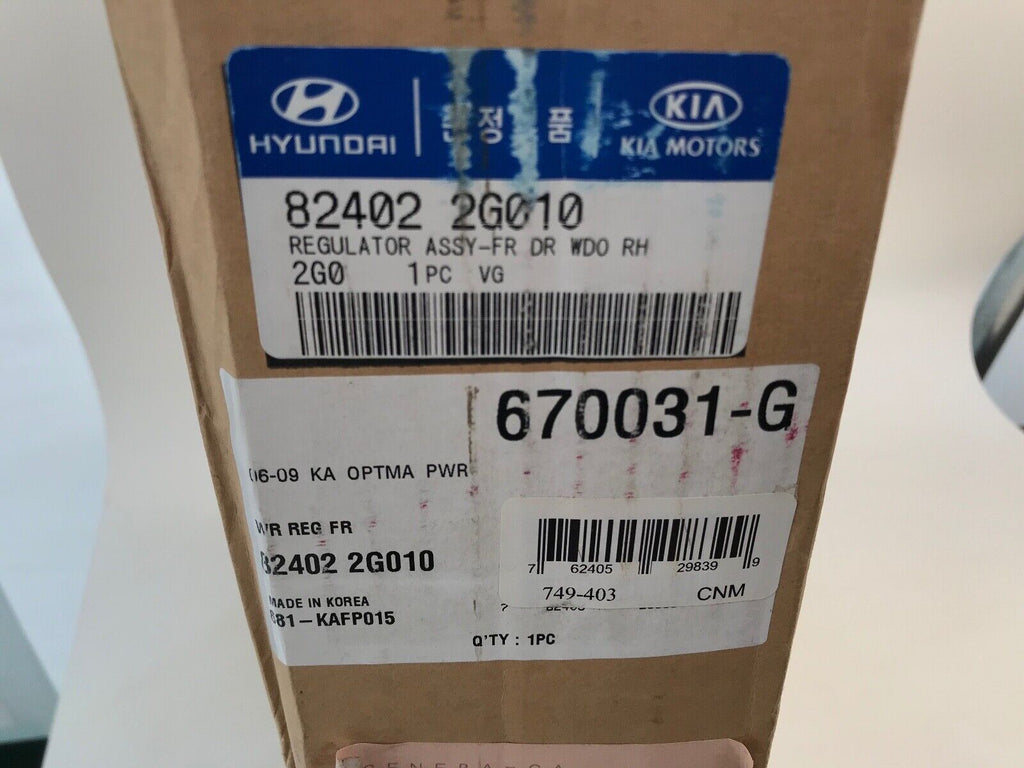 HYUNDAI 정 품 KIA
KIA MOTORS
82402 2G010
REGULATOR ASSY-FR DR WDO RH
2G0 1PC VG
670031-G
06-09 KA OPTMA PWR
REG FR
82402 2G010
7 62405 29839 9
749-403 CNM
MADE IN KOREA
681-KAFP015
Q'TY : 1PC